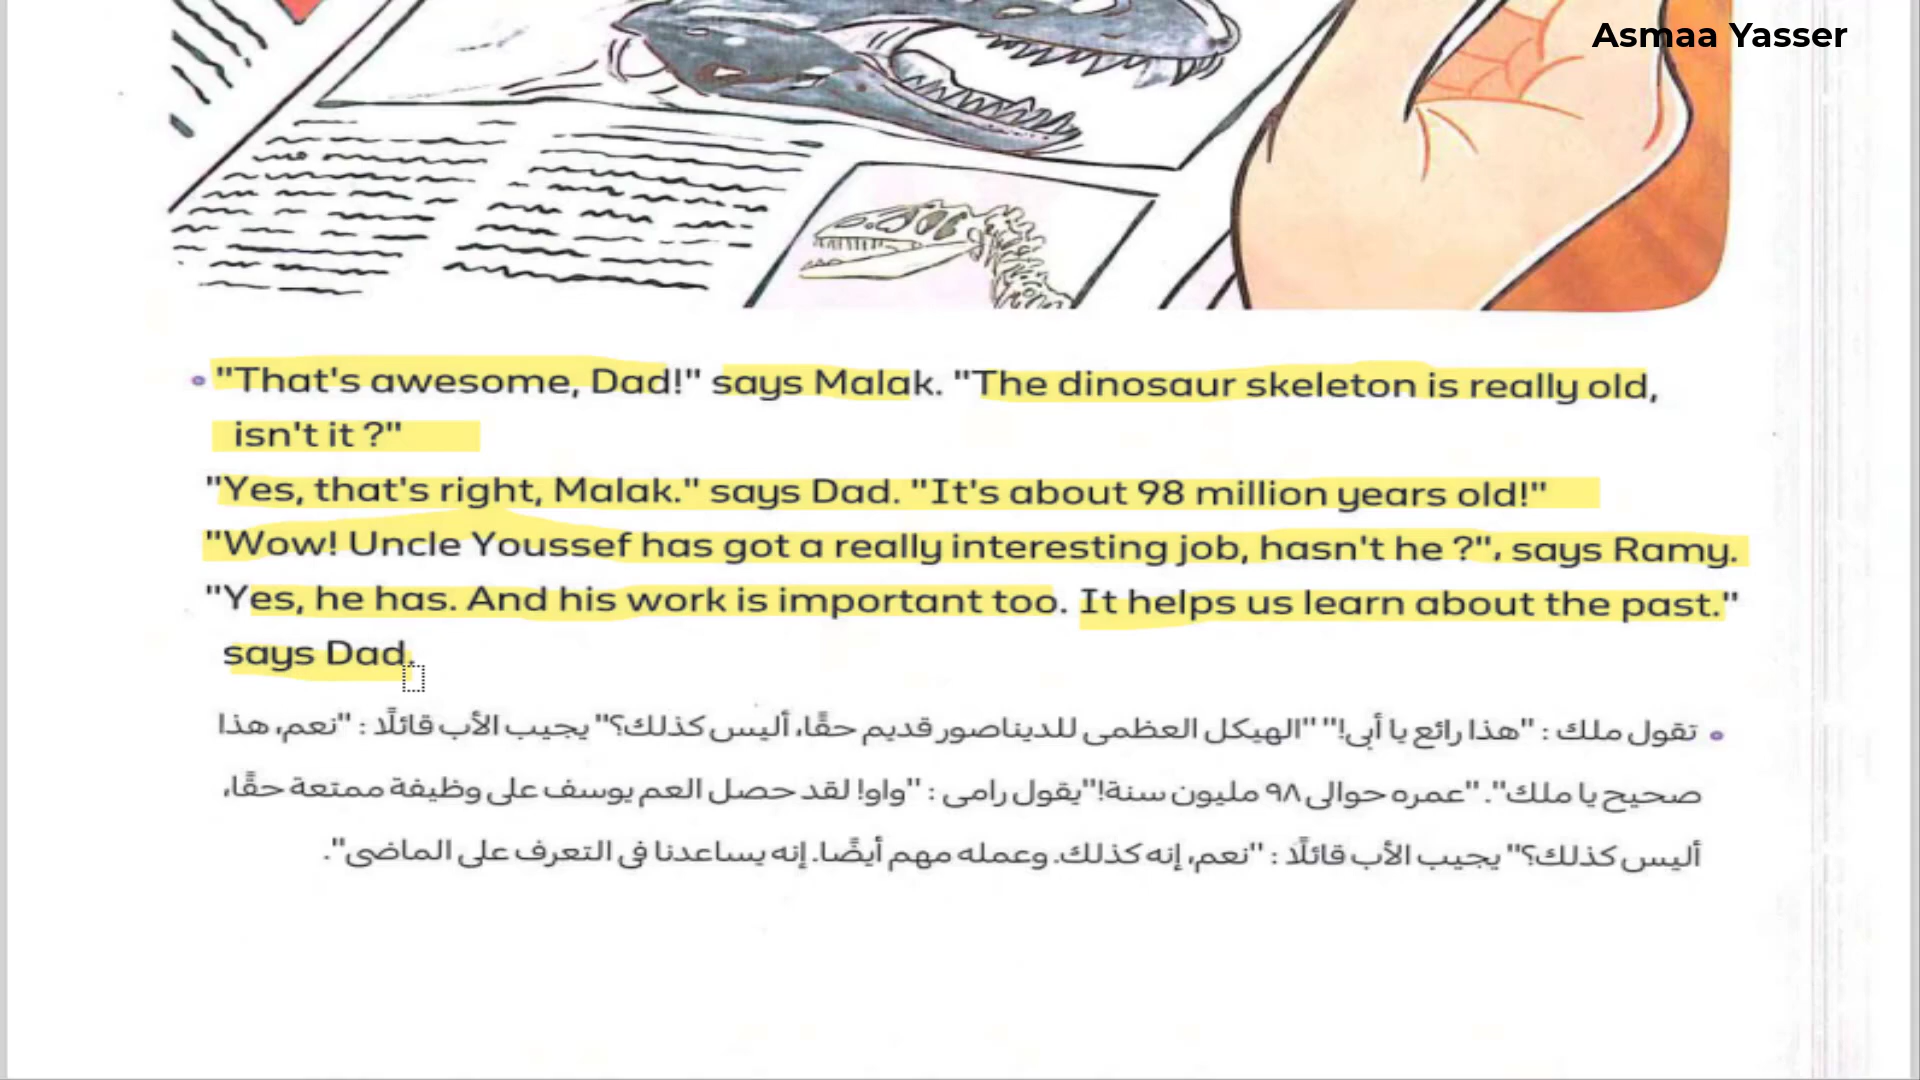 Asmaa Yasser
"That's awesome, Dad!" says Malak. "The dinosaur skeleton is really old,
isn't it ?"
"Yes, that's right, Malak." says Dad. "It's about 98 million years old!"
"Wow! Uncle Youssef has got a really interesting job, hasn't he ?", says Ramy.
"Yes, he has. And his work is important too. It helps us learn about the past."
says Dad.
تقول ملك : "هذا رائع يا أبى!" "الهيكل العظمى للديناصور قديم حقًّا، أليس كذلك؟" يجيب الأب قائلًا : "نعم، هذا
صحيح يا ملك". "عمره حوالى ٩٨ مليون سنة!" يقول رامى : "واو! لقد حصل العم يوسف على وظيفة ممتعة حقًّا،
أليس كذلك؟" يجيب الأب قائلًا : "نعم، إنه كذلك. وعمله مهم أيضًا. إنه يساعدنا فى التعرف على الماضى".